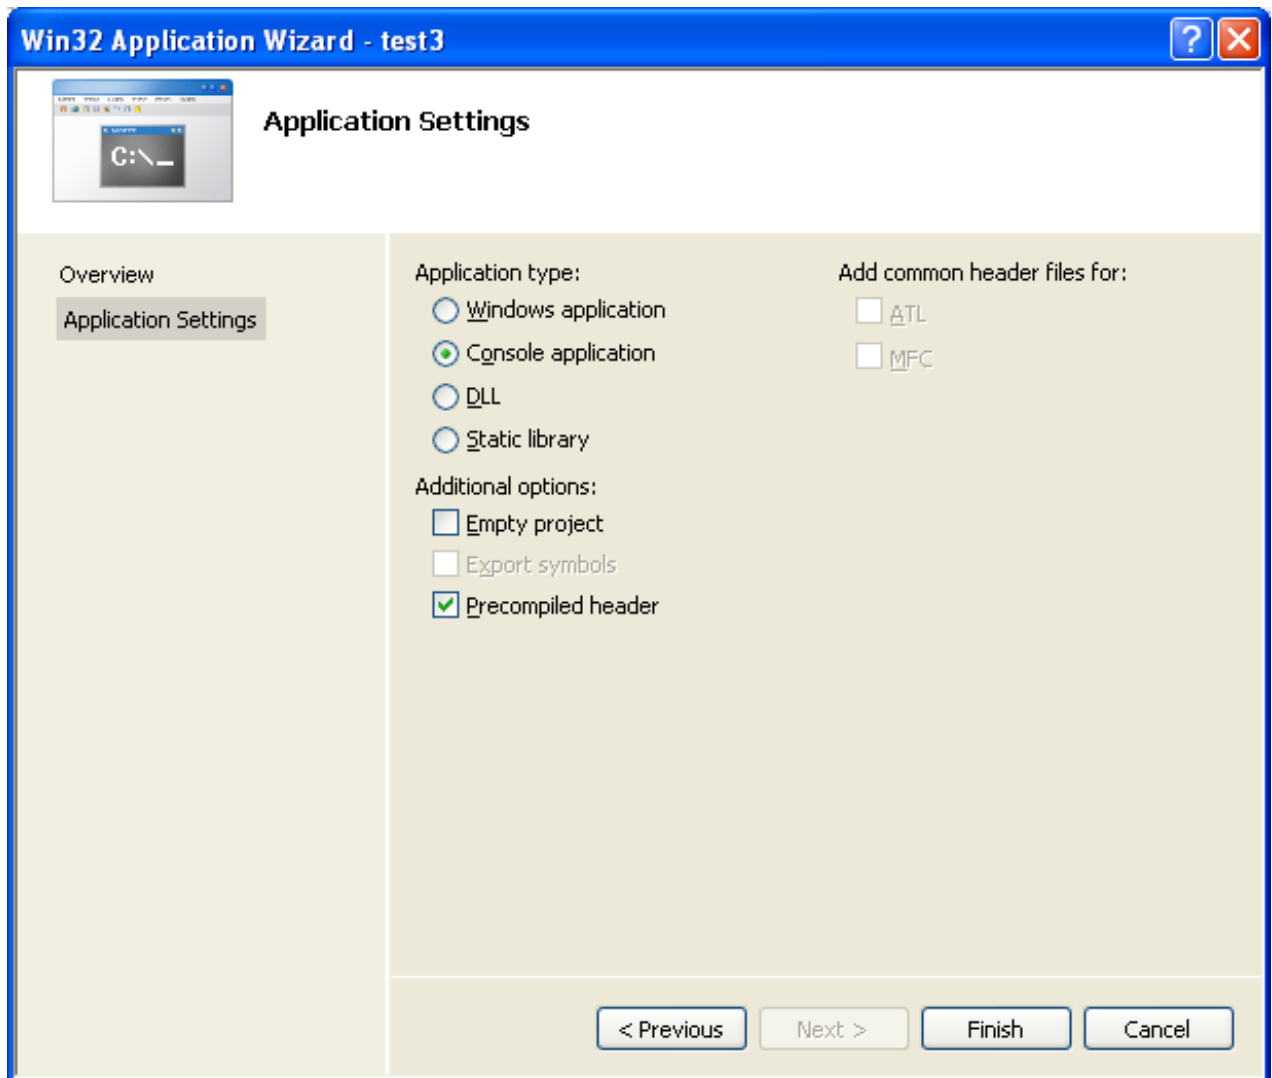 Win32 Application Wizard - test3
C:\_
Application Settings
Overview
Application Settings
Application type:
Windows application
Console application
DLL
Static library
Additional options:
Empty project
Export symbols
Precompiled header
Add common header files for:
ATL
MFC
< Previous
Next >
Finish
Cancel